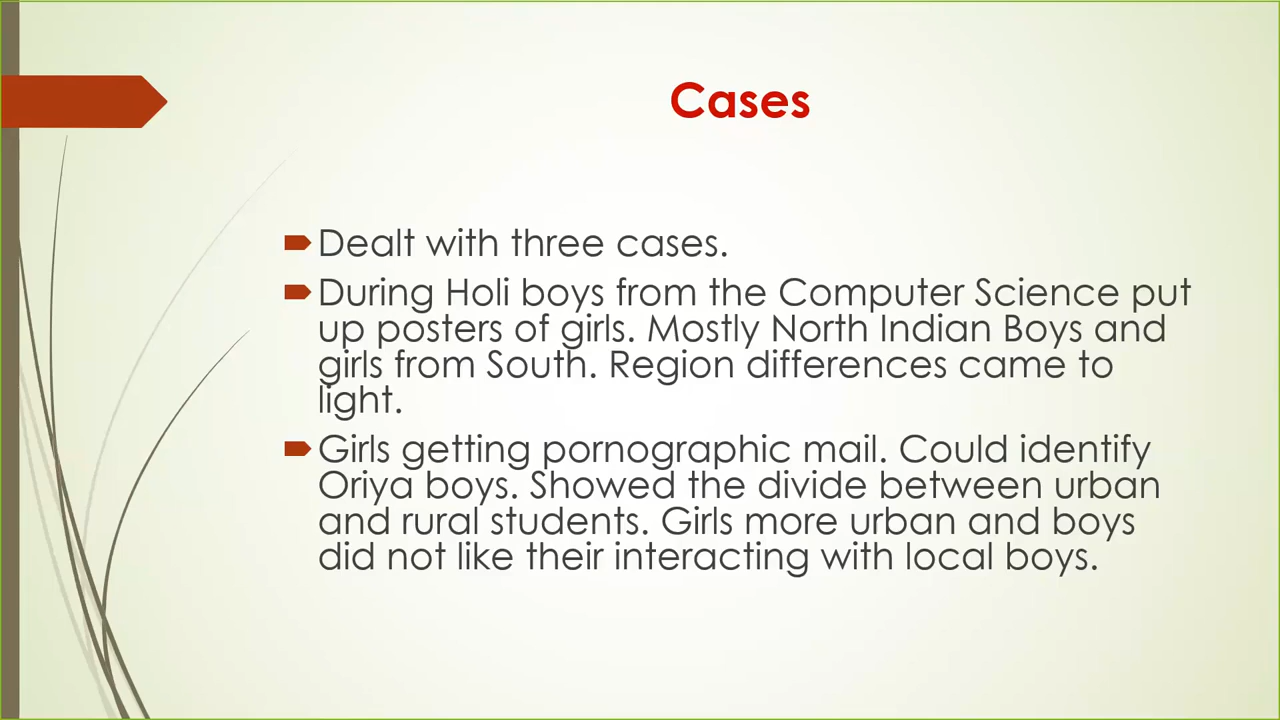 Cases
Dealt with three cases.
During Holi boys from the Computer Science put
up posters of girls. Mostly North Indian Boys and
girls from South. Region differences came to
light.
Girls getting pornographic mail. Could identify
Oriya boys. Showed the divide between urban
and rural students. Girls more urban and boys
did not like their interacting with local boys.